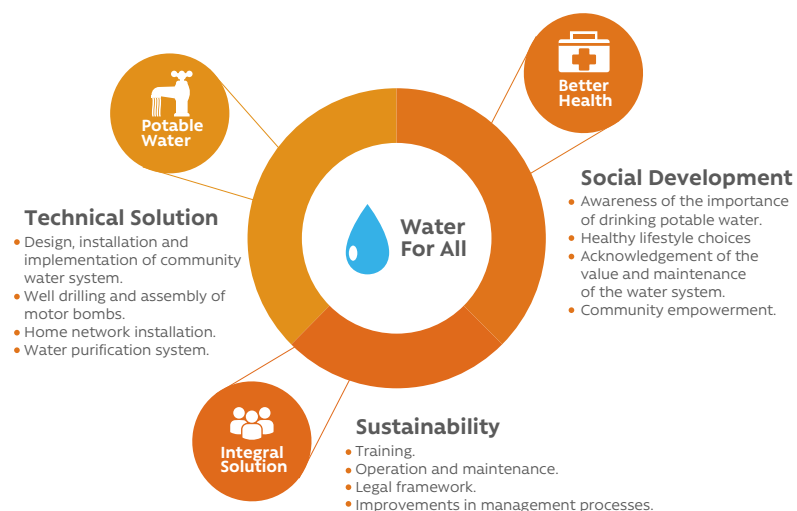 Potable
Water
Better
Health
Water
For All
Technical Solution
• Design, installation and
implementation of community
water system.
• Well drilling and assembly of
motor bombs.
• Home network installation.
• Water purification system.
Social Development
• Awareness of the importance
of drinking potable water.
• Healthy lifestyle choices
• Acknowledgement of the
value and maintenance
of the water system.
• Community empowerment.
Integral
Solution
Sustainability
• Training.
• Operation and maintenance.
• Legal framework.
• Improvements in management processes.